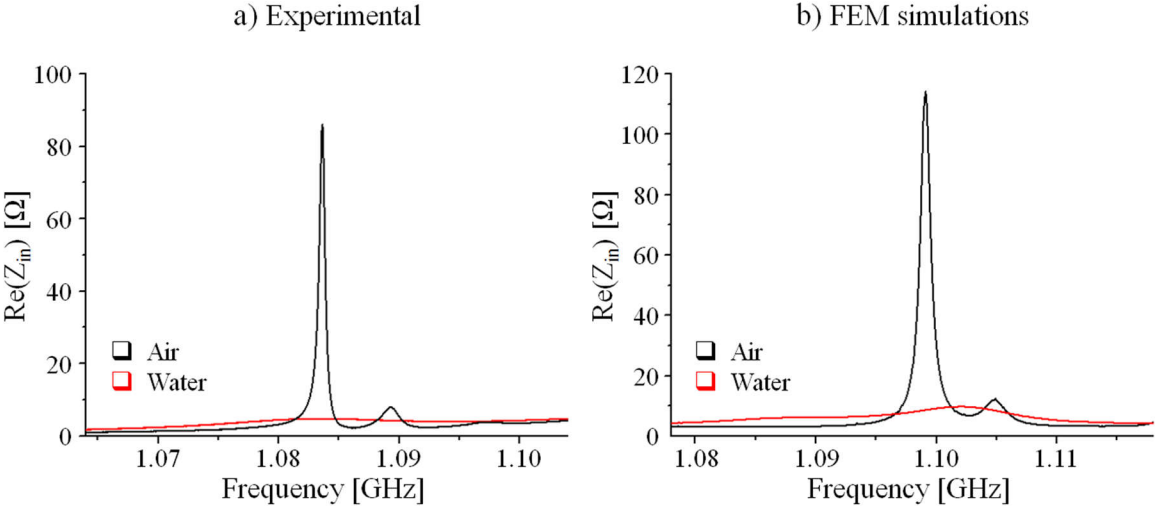 a) Experimental
b) FEM simulations
100
80
60
40
20
0
Re(Z_in) [Ω]
Air
Water
1.07
1.08
1.09
1.10
Frequency [GHz]
120
100
80
60
40
20
0
Re(Z_in) [Ω]
Air
Water
1.08
1.09
1.10
1.11
Frequency [GHz]